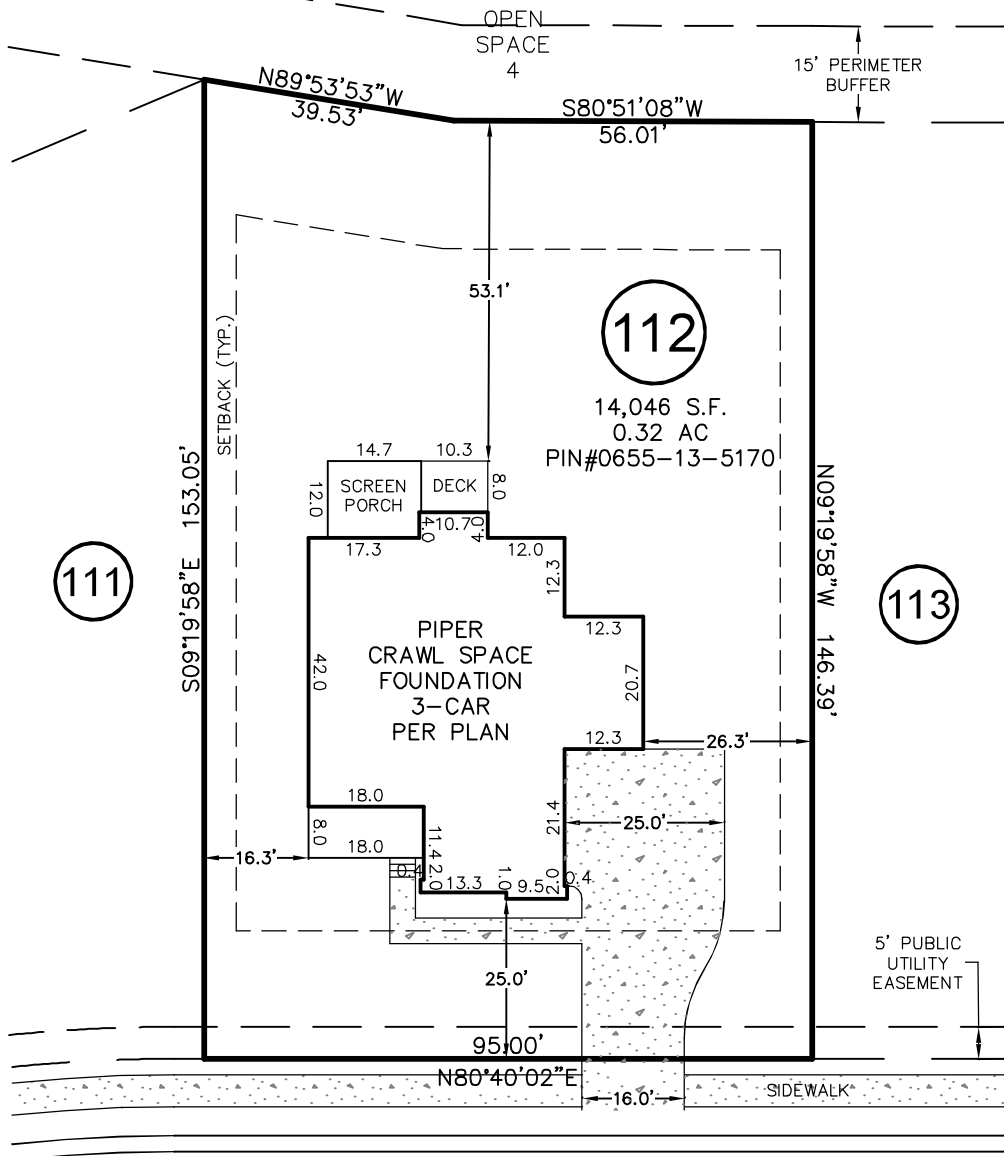 OPEN
SPACE
4
15' PERIMETER
BUFFER
N89°53'53"W
39.53'
S80°51'08"W
56.01'
53.1'
SETBACK (TYP.)
112
14,046 S.F.
0.32 AC
PIN#0655-13-5170
S09°19'58"E 153.05'
N09°19'58"W 146.39'
111
113
14.7
10.3
12.0
SCREEN
PORCH
DECK
8.0
4.0
10.7
0.4
17.3
12.0
12.3
12.3
20.7
12.3
42.0
PIPER
CRAWL SPACE
FOUNDATION
3-CAR
PER PLAN
26.3'
18.0
8.0
18.0
11.4
2.0
0.4
13.3
1.0
9.5
2.0
0.4
21.4
25.0'
16.3'
25.0'
5' PUBLIC
UTILITY
EASEMENT
95.00'
N80°40'02"E
16.0'
SIDEWALK